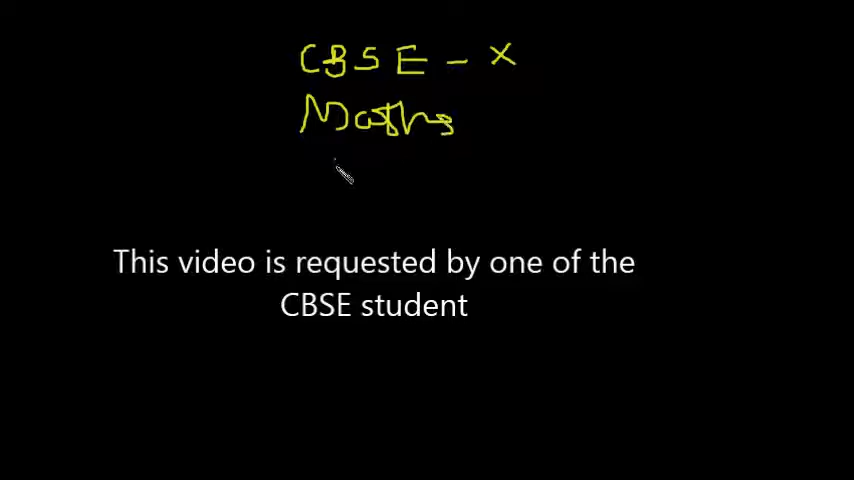 CBSE - X
Maths
This video is requested by one of the
CBSE student